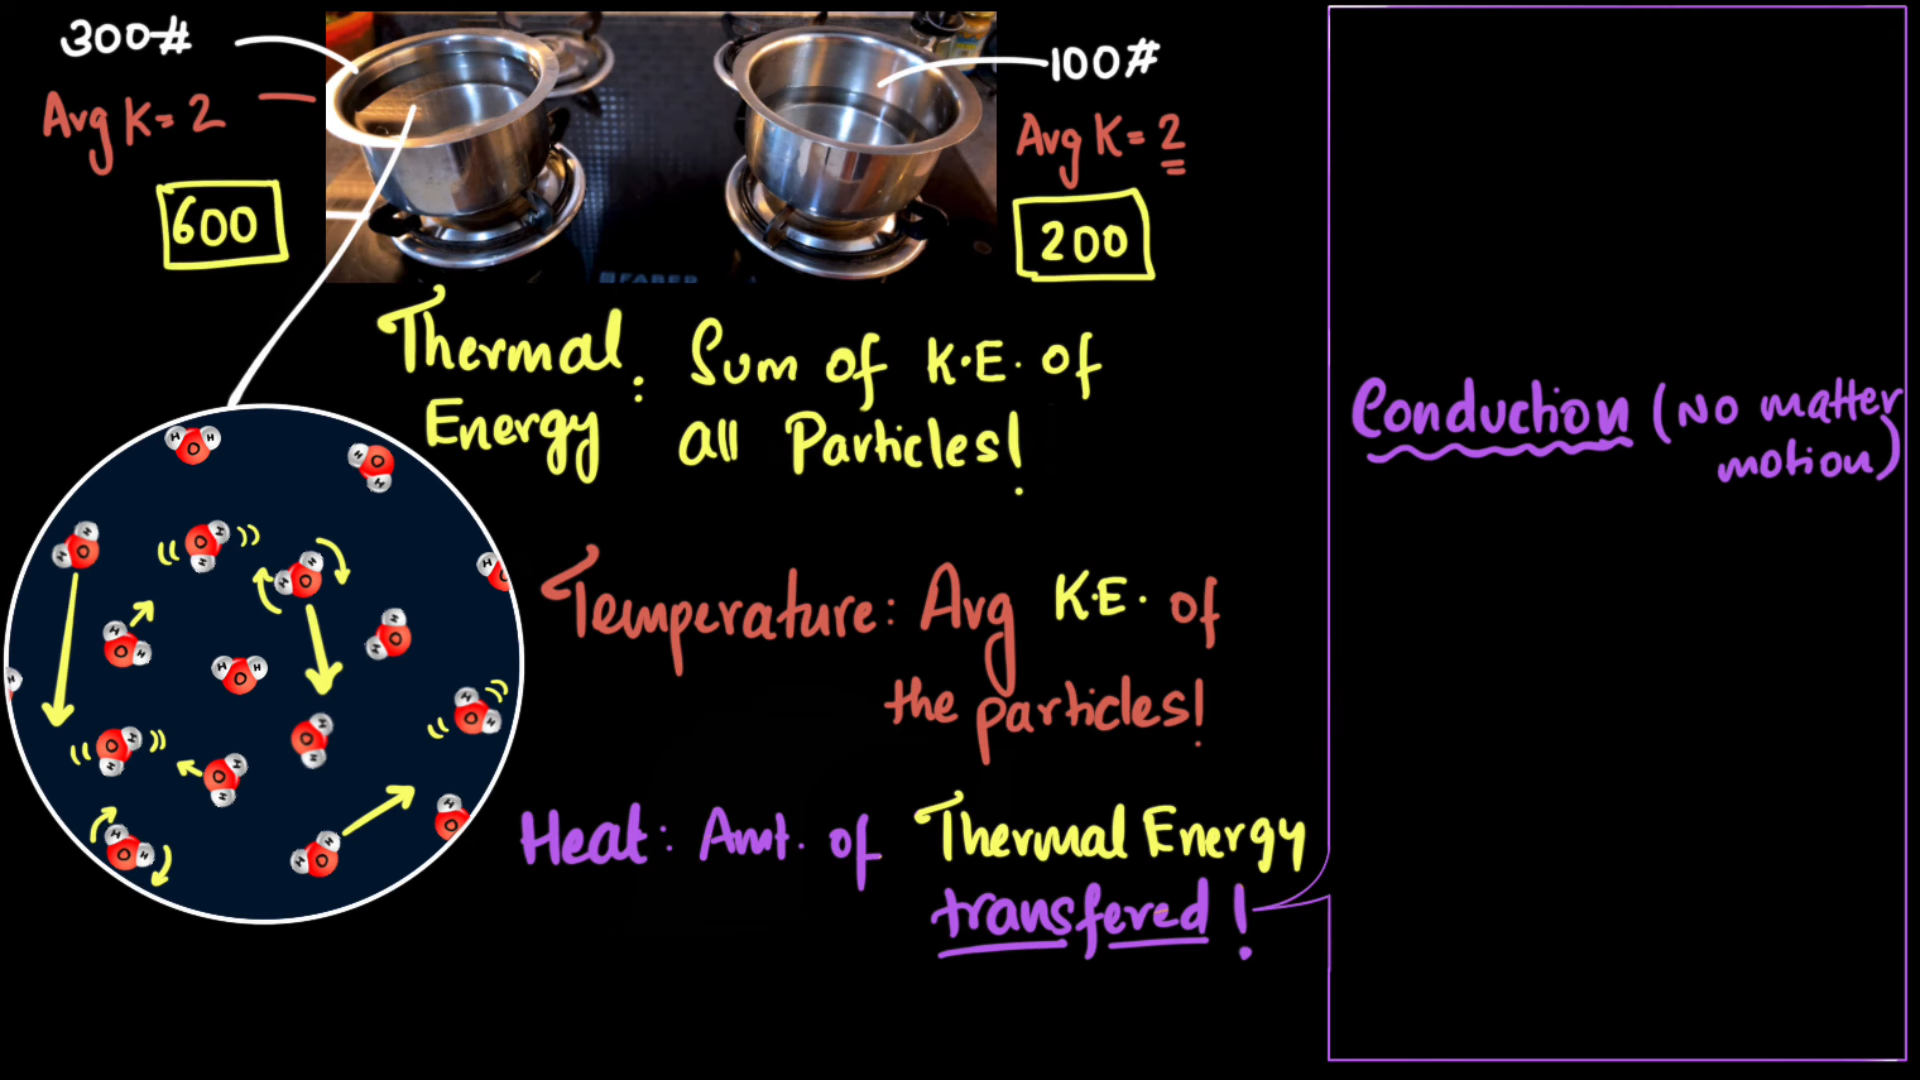 300#
Avg K = 2
600
100#
Avg K = 2
200
FABER
Thermal Energy : Sum of K.E. of
all Particles!
Temperature: Avg K.E. of
the particles!
Heat: Amt. of Thermal Energy
transfered!
Conduction (No matter
motion)